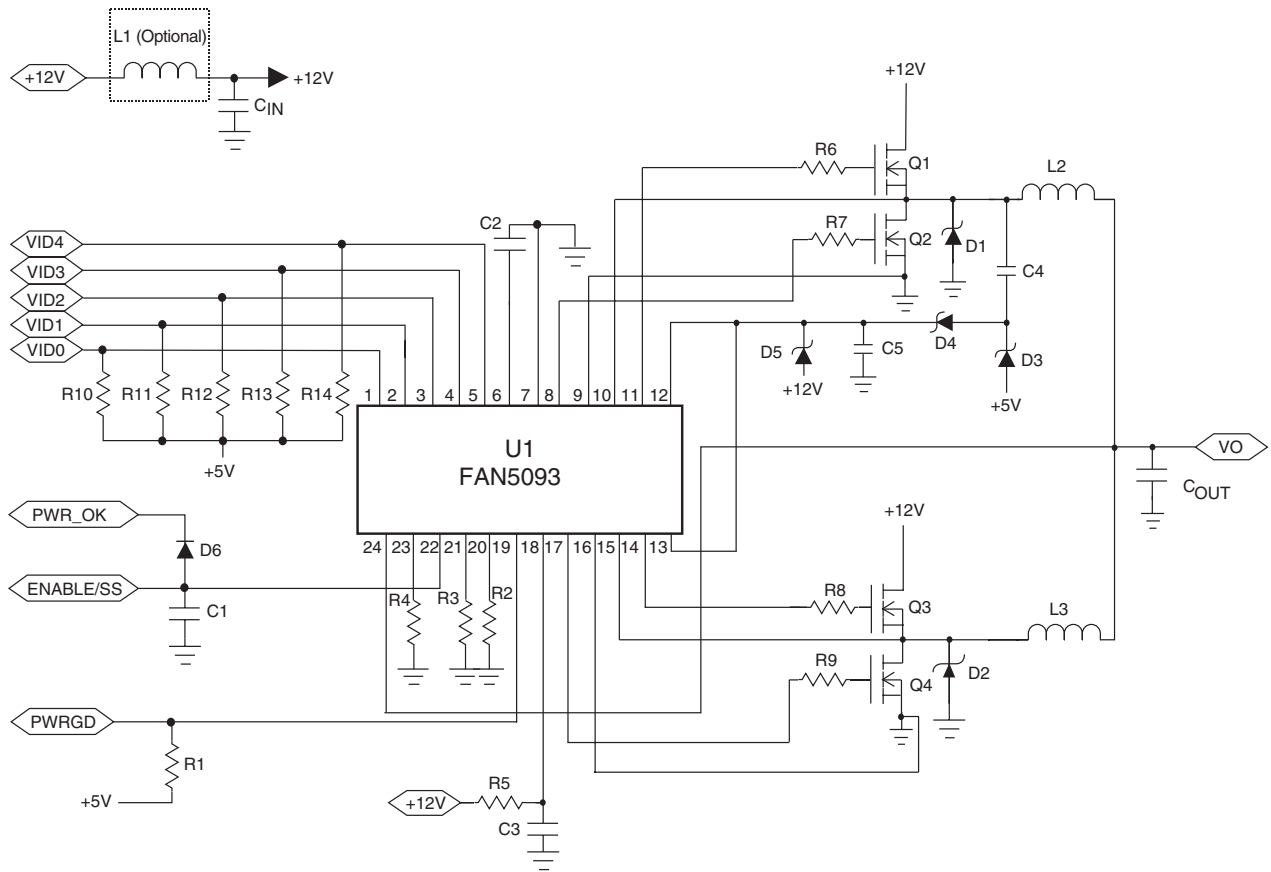 L1 (Optional)
+12V
+12V
CIN
+12V
R6
Q1
L2
R7
Q2
D1
C4
C2
VID4
VID3
VID2
VID1
VID0
R10
R11
R12
R13
R14
+5V
D5
+12V
C5
D4
D3
+5V
1 2 3 4 5 6 7 8 9 10 11 12
U1
FAN5093
24 23 22 21 20 19 18 17 16 15 14 13
VO
COUT
PWR_OK
D6
ENABLE/SS
C1
R4
R3
R2
+12V
R8
Q3
L3
R9
Q4
D2
PWRGD
R1
+5V
+12V
R5
C3